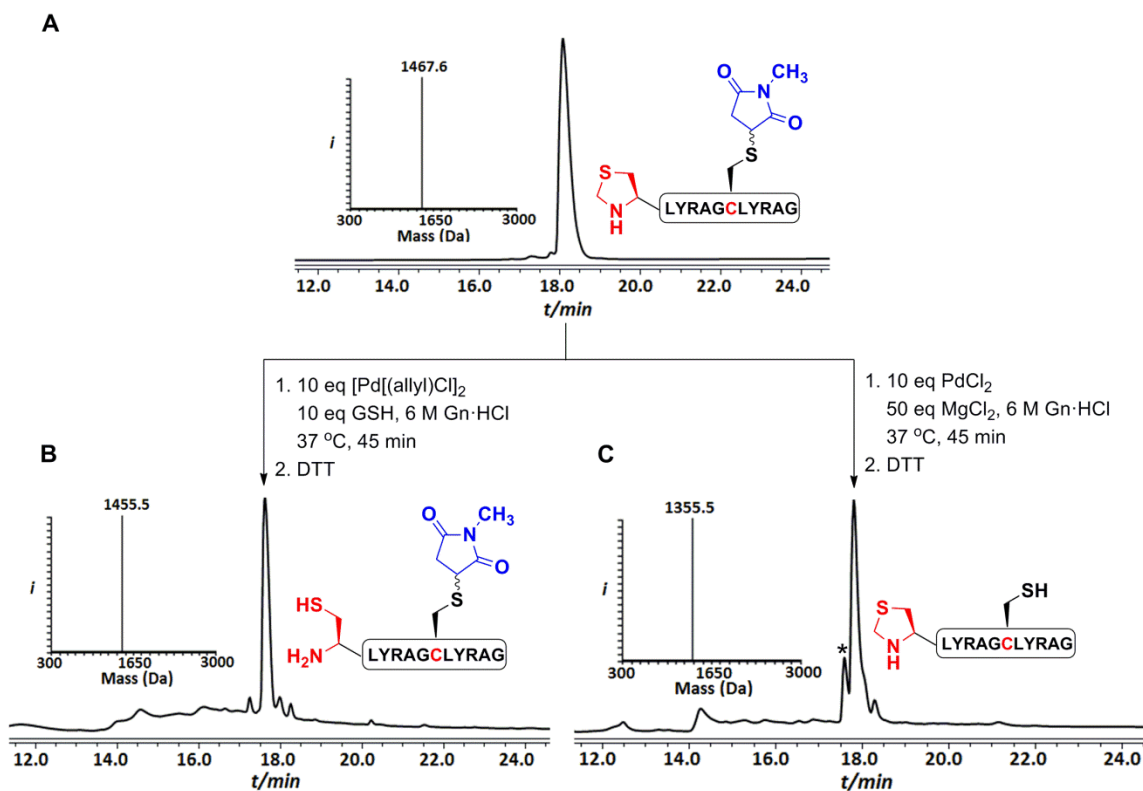 A
1467.6
i
300 1650 3000
Mass (Da)
O
N
CH₃
O
S
S
N
H
LYRAGCLYRAG
12.0 14.0 16.0 18.0 20.0 22.0 24.0
t/min
1. 10 eq [Pd[(allyl)Cl]₂
10 eq GSH, 6 M Gn·HCl
37 °C, 45 min
2. DTT
1. 10 eq PdCl₂
50 eq MgCl₂, 6 M Gn·HCl
37 °C, 45 min
2. DTT
B
1455.5
i
300 1650 3000
Mass (Da)
O
N
CH₃
O
S
HS
H₂N
LYRAGCLYRAG
12.0 14.0 16.0 18.0 20.0 22.0 24.0
t/min
C
1355.5
i
300 1650 3000
Mass (Da)
*
SH
S
N
H
LYRAGCLYRAG
12.0 14.0 16.0 18.0 20.0 22.0 24.0
t/min